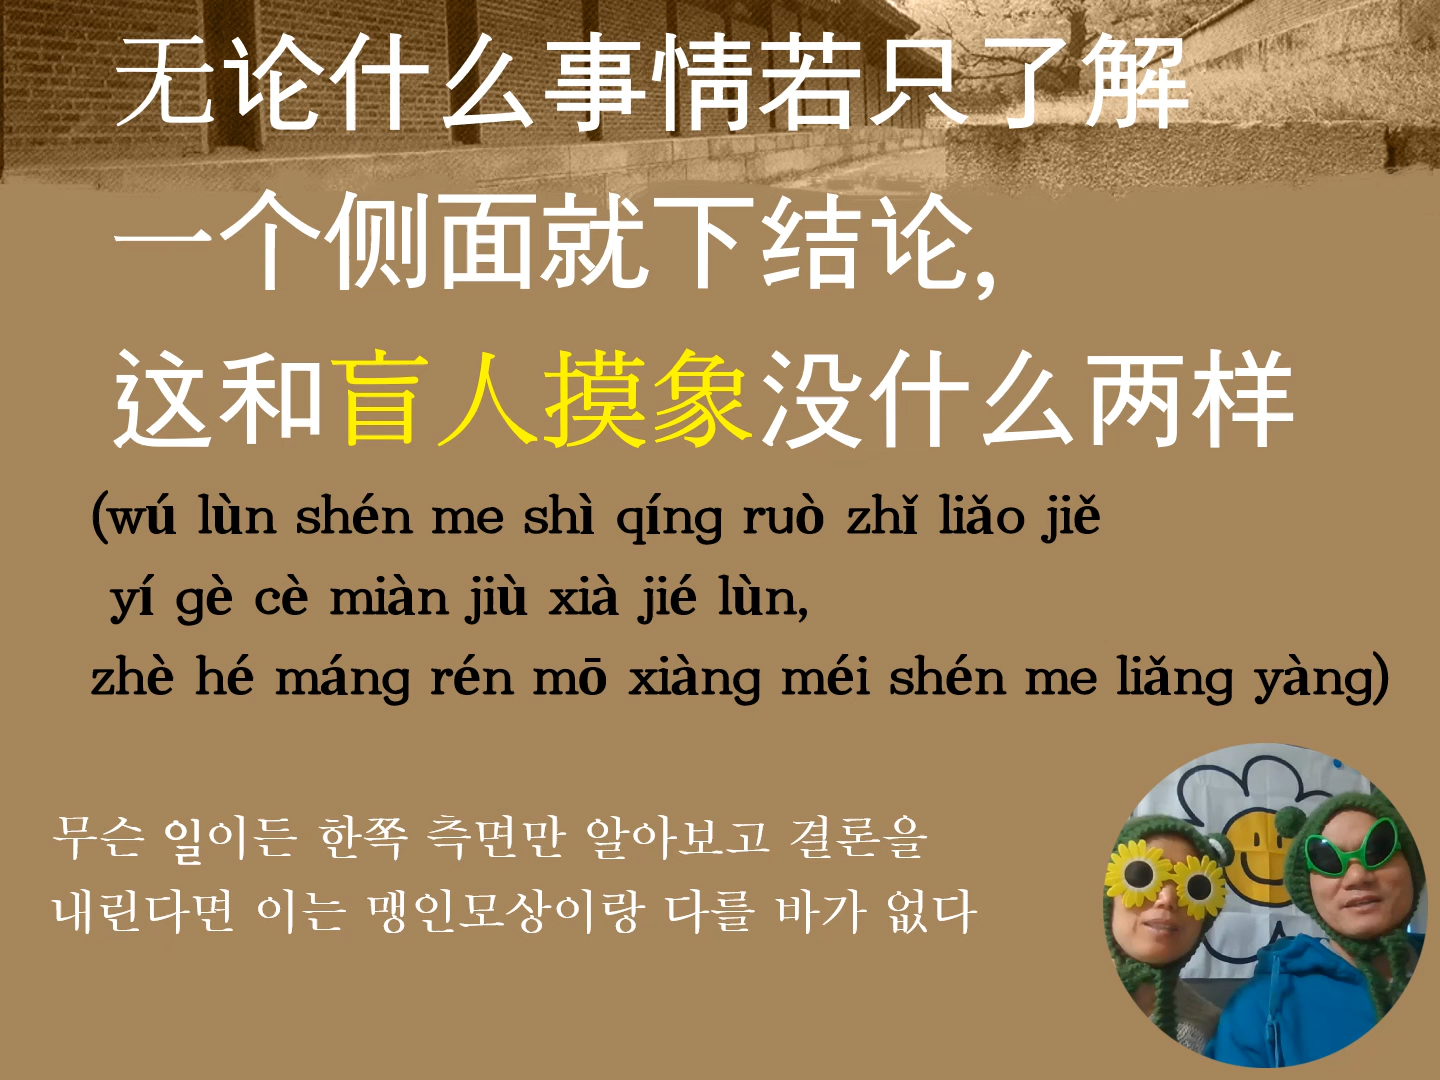 无论什么事情若只了解
一个侧面就下结论,
这和盲人摸象没什么两样
(wú lùn shén me shì qíng ruò zhǐ liǎo jiě
yí gè cè miàn jiù xià jié lùn,
zhè hé máng rén mō xiàng méi shén me liǎng yàng)
무슨 일이든 한쪽 측면만 알아보고 결론을
내린다면 이는 맹인모상이랑 다를 바가 없다